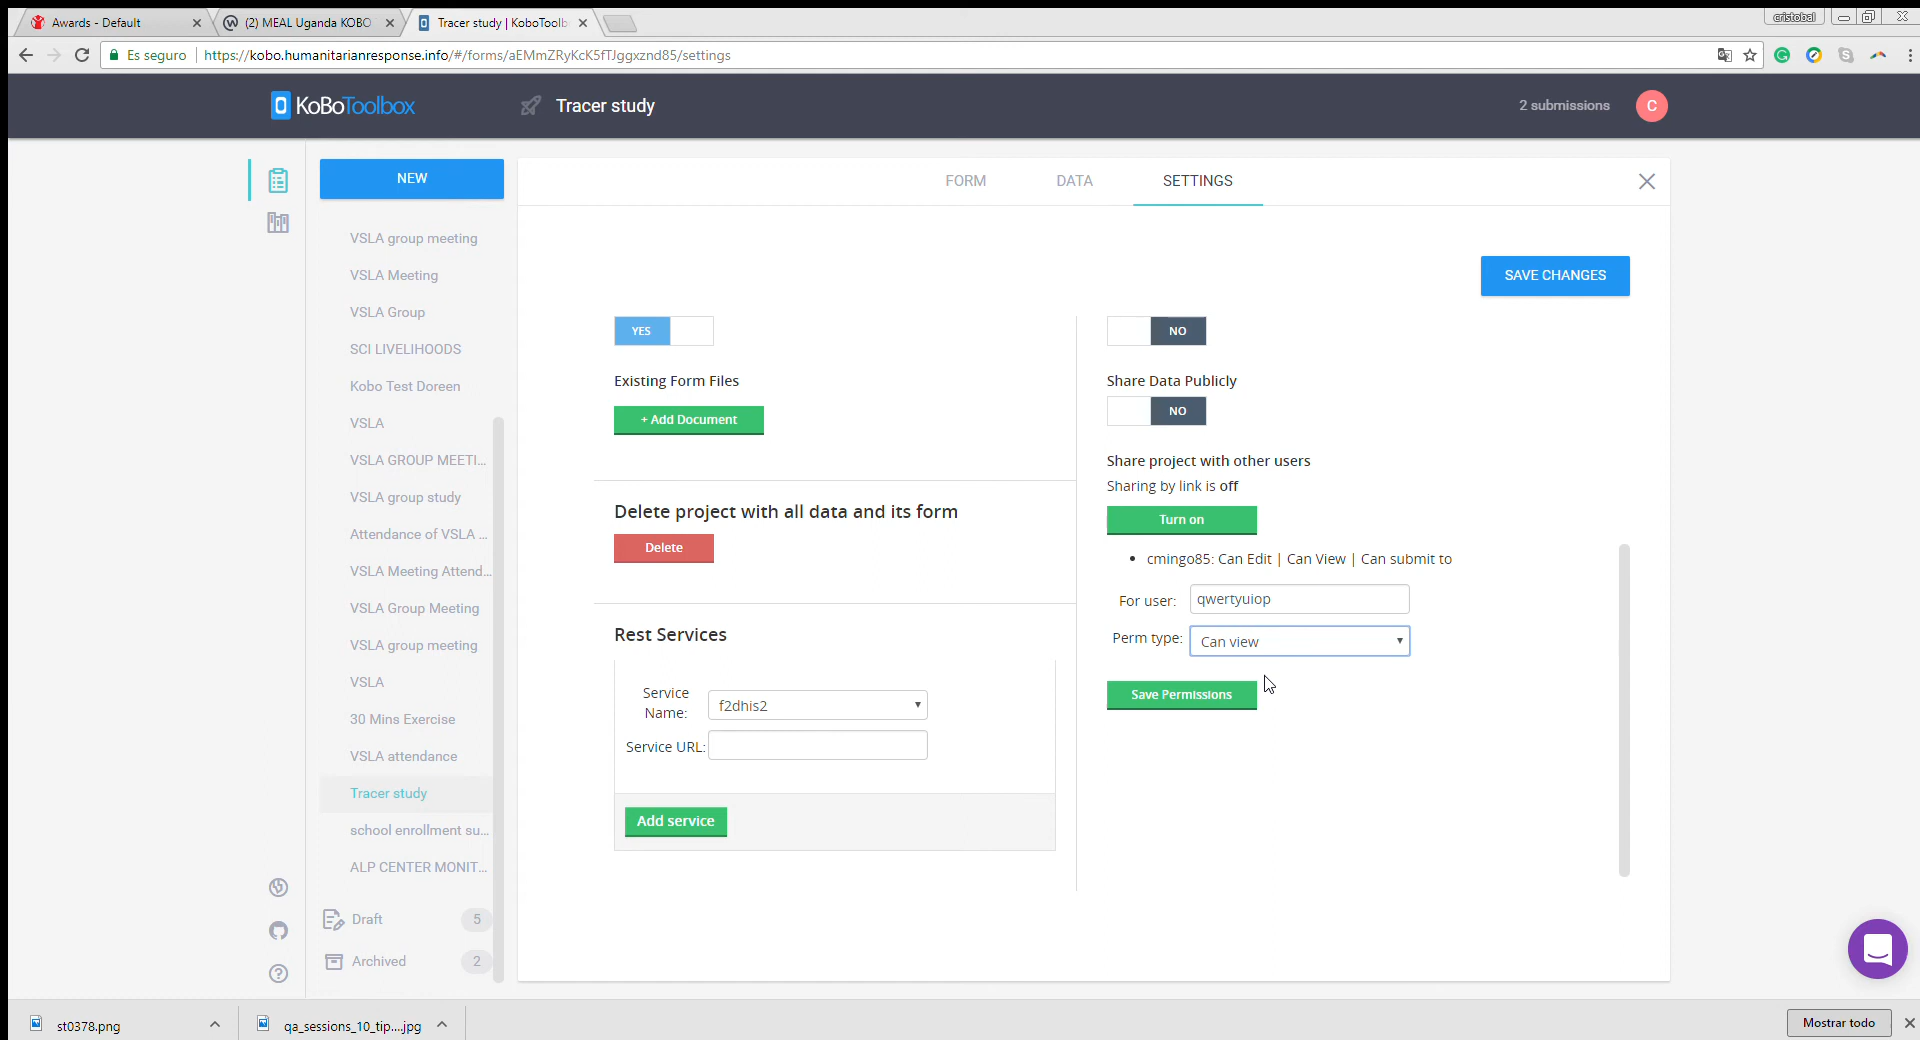 Awards - Default
(2) MEAL Uganda KOBO
Tracer study | KoboToolb
cristobal
Es seguro
https://kobo.humanitarianresponse.info/#/forms/aEMmZRyKcK5fTJggxznd85/settings
KoBoToolbox
Tracer study
2 submissions
C
NEW
VSLA group meeting
VSLA Meeting
VSLA Group
SCI LIVELIHOODS
Kobo Test Doreen
VSLA
VSLA GROUP MEETI...
VSLA group study
Attendance of VSLA ...
VSLA Meeting Attend...
VSLA Group Meeting
VSLA group meeting
VSLA
30 Mins Exercise
VSLA attendance
Tracer study
school enrollment su...
ALP CENTER MONIT...
Draft 5
Archived 2
FORM DATA SETTINGS
SAVE CHANGES
YES
Existing Form Files
+ Add Document
Delete project with all data and its form
Delete
Rest Services
Service
Name:
f2dhis2
Service URL:
Add service
NO
Share Data Publicly
NO
Share project with other users
Sharing by link is off
Turn on
• cmingo85: Can Edit | Can View | Can submit to
For user: qwertyuiop
Perm type: Can view
Save Permissions
st0378.png
qa_sessions_10_tip....jpg
Mostrar todo